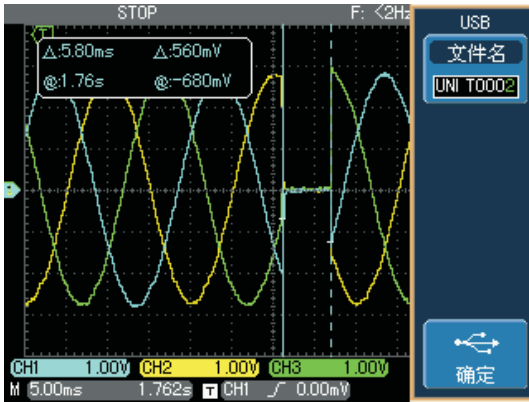 STOP
F: <2Hz
USB
文件名
UNI T0002
△:5.80ms △:560mV
@:1.76s @:-680mV
CH1 1.00V CH2 1.00V CH3 1.00V
M 5.00ms 1.762s T CH1 0.00mV
确定